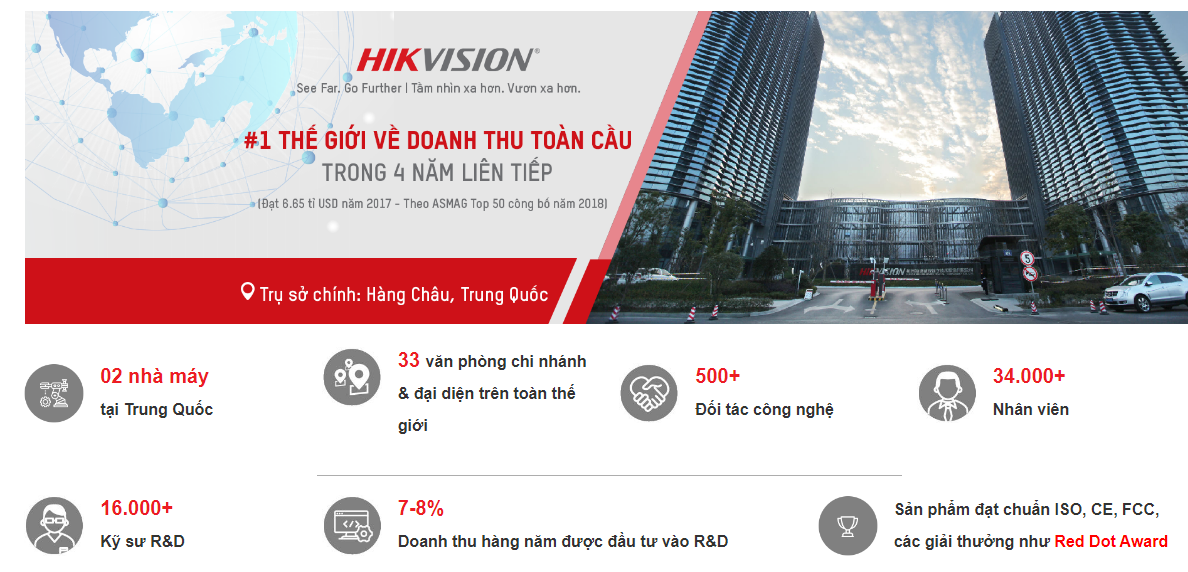 HIKVISION®
See Far, Go Further | Tầm nhìn xa hơn. Vươn xa hơn.
#1 THẾ GIỚI VỀ DOANH THU TOÀN CẦU
TRONG 4 NĂM LIÊN TIẾP
(Đạt 6.65 tỉ USD năm 2017 - Theo ASMAG Top 50 công bố năm 2018)
Trụ sở chính: Hàng Châu, Trung Quốc
HIKVISION
5
02 nhà máy
tại Trung Quốc
33 văn phòng chi nhánh
& đại diện trên toàn thế
giới
500+
Đối tác công nghệ
34.000+
Nhân viên
16.000+
Kỹ sư R&D
7-8%
Doanh thu hàng năm được đầu tư vào R&D
Sản phẩm đạt chuẩn ISO, CE, FCC,
các giải thưởng như Red Dot Award